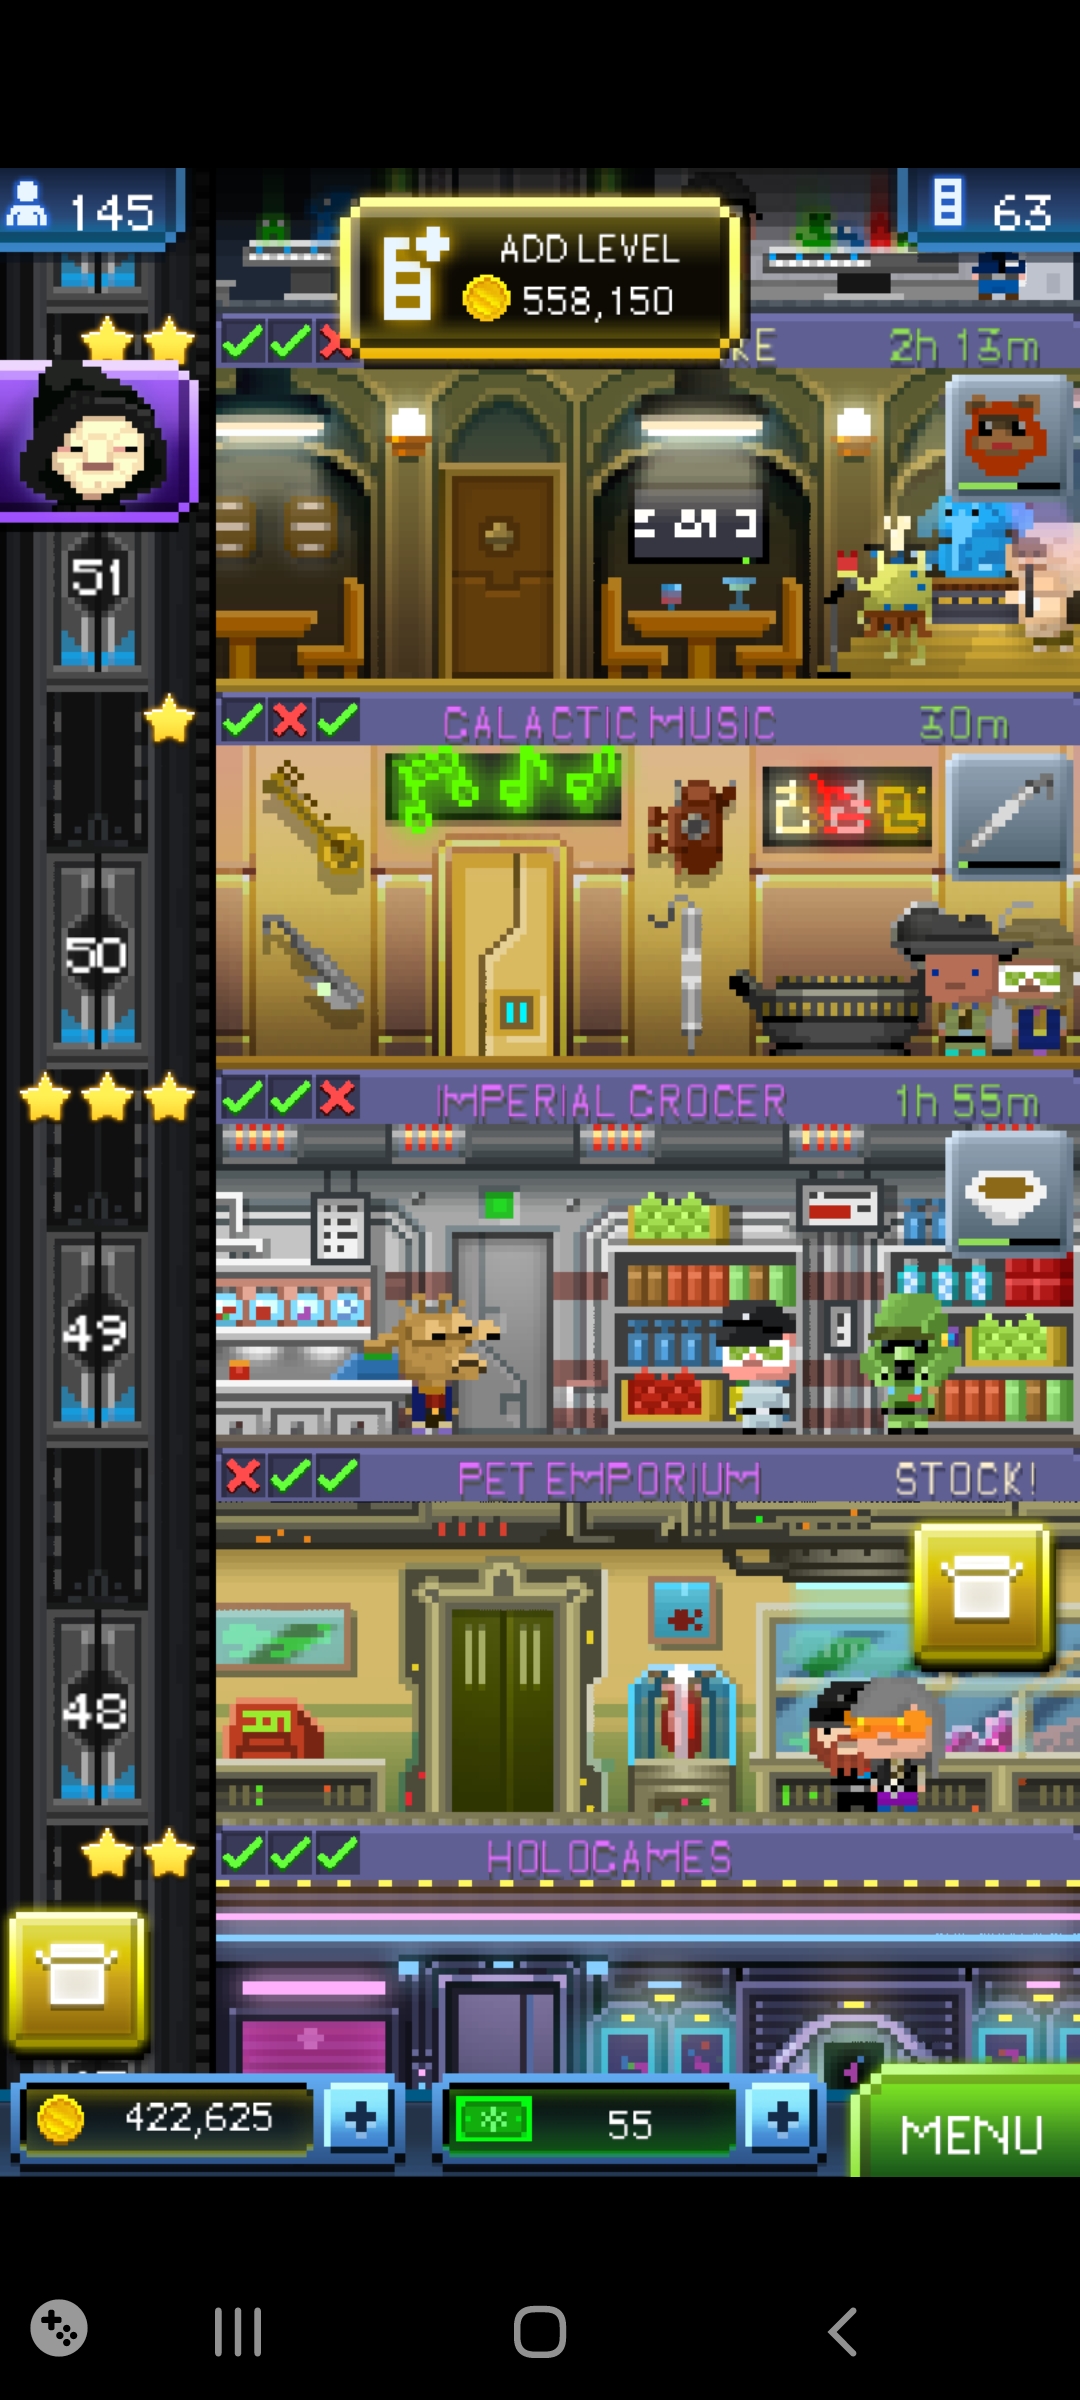 145
63
ADD LEVEL
558,150
KE
2h 13m
51
GALACTIC MUSIC
30m
50
IMPERIAL GROCER
1h 55m
49
PET EMPORIUM
STOCK!
48
HOLOGAMES
422,625
55
MENU